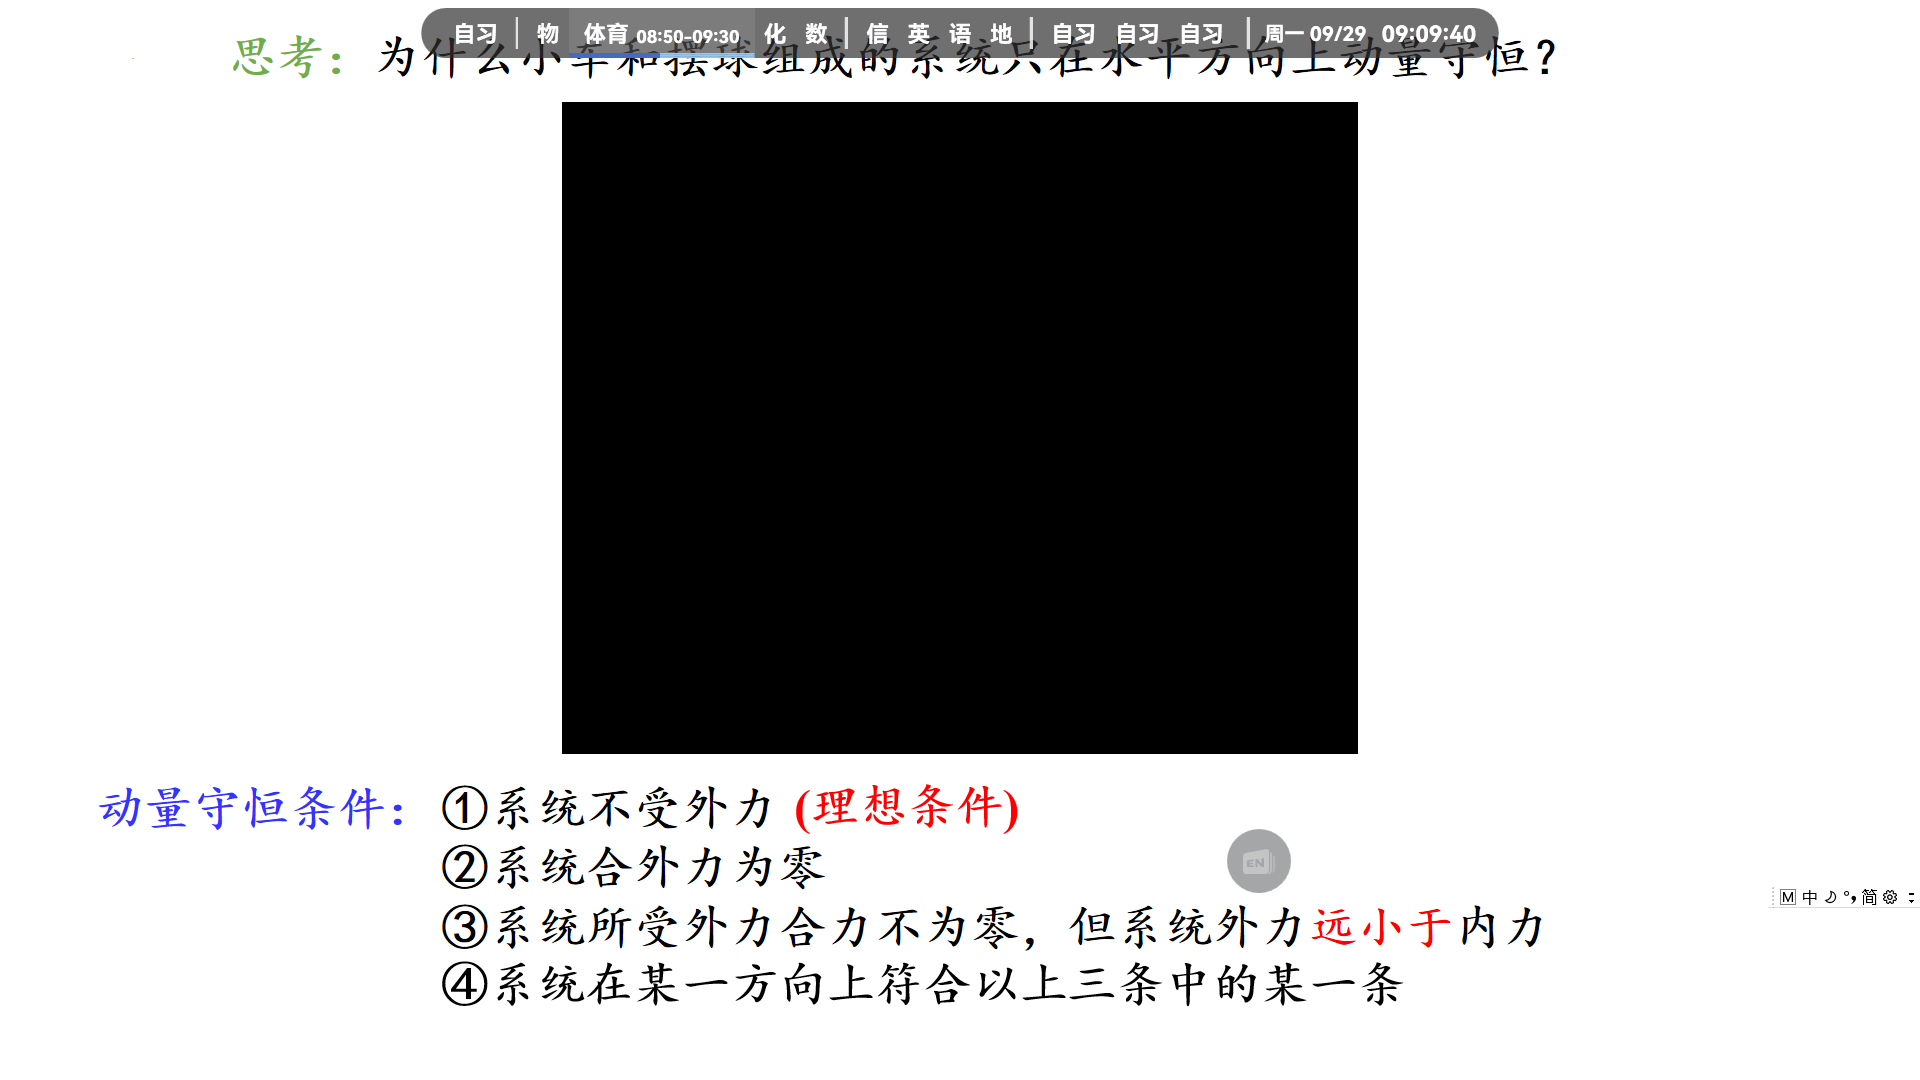 自习 | 物 体育 08:50-09:30 化 数 | 信 英 语 地 | 自习 自习 自习 | 周一 09/29 09:09:40
思考：为什么小车和摆球组成的系统只在水平方向上动量守恒？
动量守恒条件：①系统不受外力 (理想条件)
②系统合外力为零
EN
③系统所受外力合力不为零，但系统外力远小于内力
④系统在某一方向上符合以上三条中的某一条
M 中 简